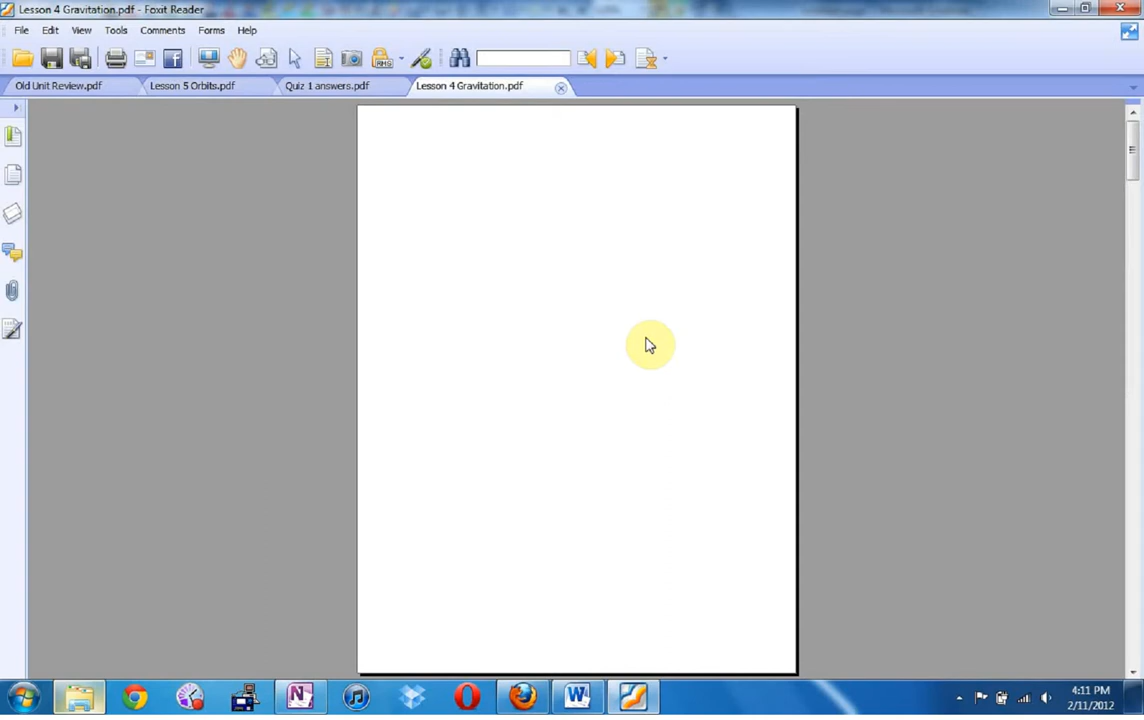 Lesson 4 Gravitation.pdf - Foxit Reader
File Edit View Tools Comments Forms Help
RMS
Old Unit Review.pdf Lesson 5 Orbits.pdf Quiz 1 answers.pdf Lesson 4 Gravitation.pdf
4:11 PM
2/11/2012